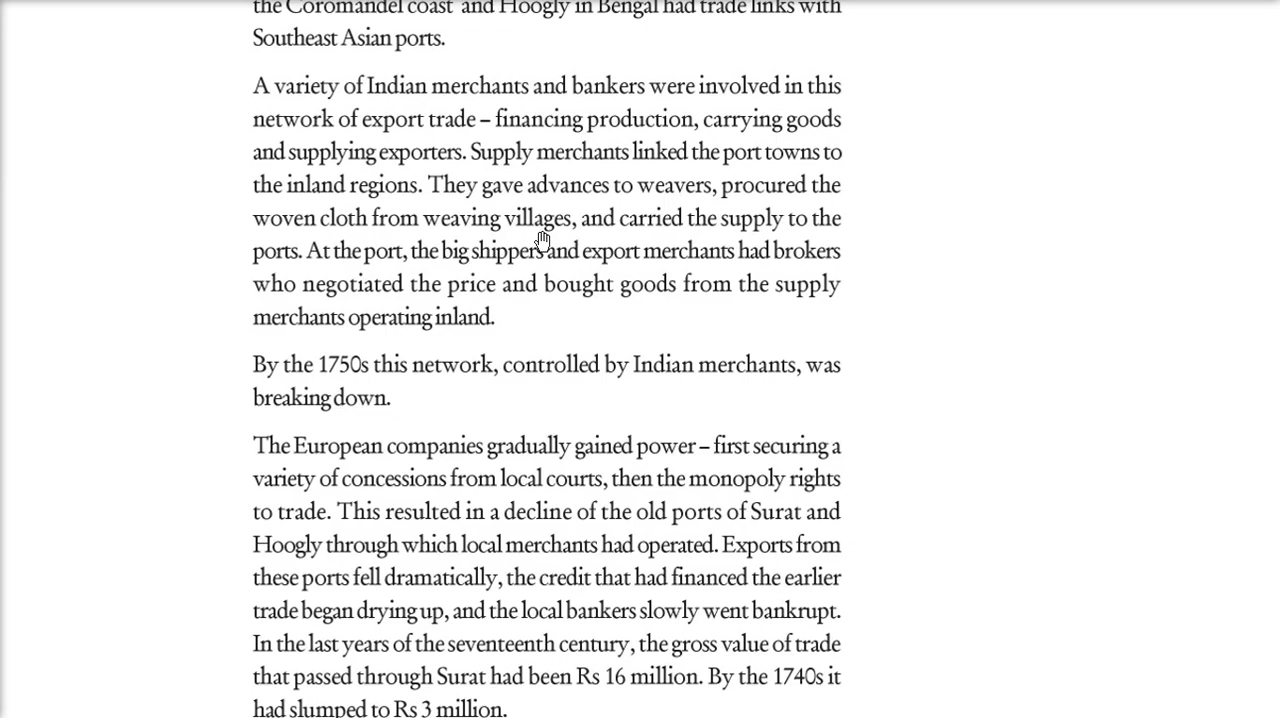 the Coromandel coast and Hoogly in Bengal had trade links with
Southeast Asian ports.
A variety of Indian merchants and bankers were involved in this
network of export trade – financing production, carrying goods
and supplying exporters. Supply merchants linked the port towns to
the inland regions. They gave advances to weavers, procured the
woven cloth from weaving villages, and carried the supply to the
ports. At the port, the big shippers and export merchants had brokers
who negotiated the price and bought goods from the supply
merchants operating inland.
By the 1750s this network, controlled by Indian merchants, was
breaking down.
The European companies gradually gained power – first securing a
variety of concessions from local courts, then the monopoly rights
to trade. This resulted in a decline of the old ports of Surat and
Hoogly through which local merchants had operated. Exports from
these ports fell dramatically, the credit that had financed the earlier
trade began drying up, and the local bankers slowly went bankrupt.
In the last years of the seventeenth century, the gross value of trade
that passed through Surat had been Rs 16 million. By the 1740s it
had slumped to Rs 3 million.